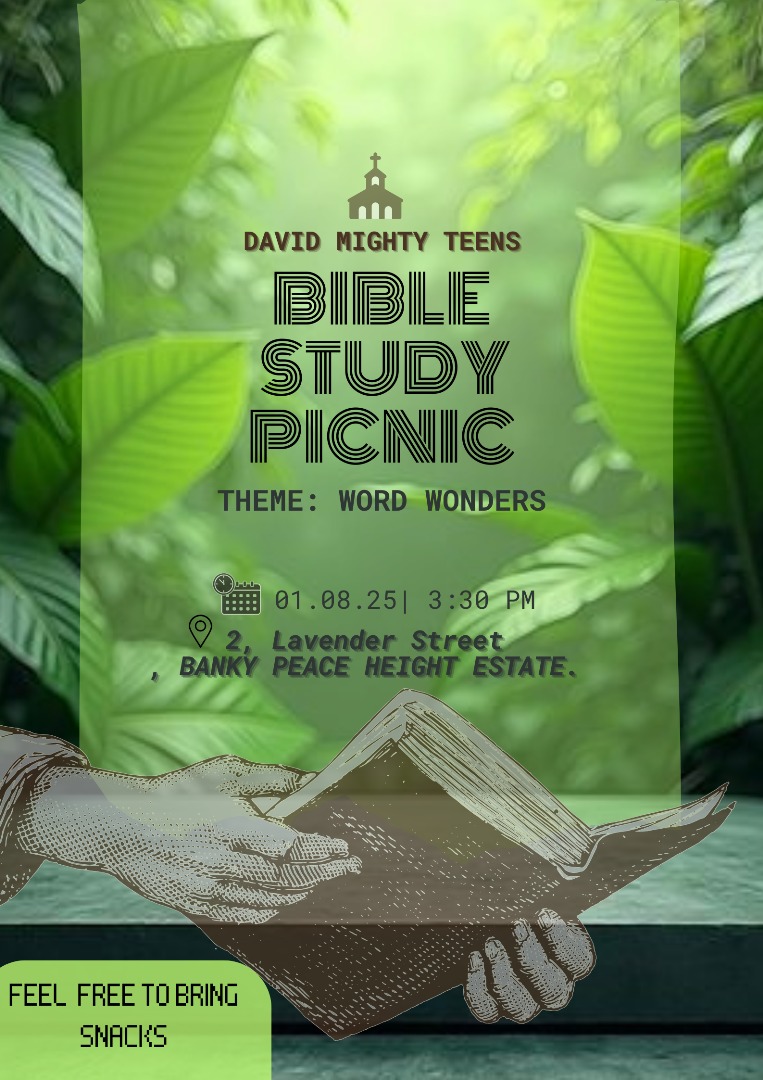 DAVID MIGHTY TEENS
BIBLE
STUDY
PICNIC
THEME: WORD WONDERS
01.08.25| 3:30 PM
2, Lavender Street
, BANKY PEACE HEIGHT ESTATE.
FEEL FREE TO BRING
SNACKS